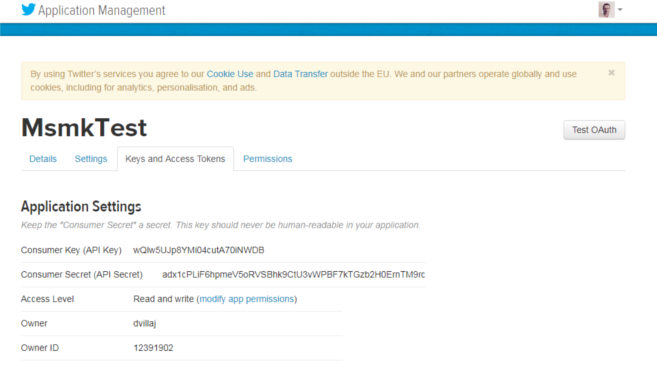 Application Management
By using Twitter's services you agree to our Cookie Use and Data Transfer outside the EU. We and our partners operate globally and use
cookies, including for analytics, personalisation, and ads.
×
MsmkTest
Test OAuth
Details Settings Keys and Access Tokens Permissions
Application Settings
Keep the "Consumer Secret" a secret. This key should never be human-readable in your application.
Consumer Key (API Key)
Consumer Secret (API Secret)
Access Level Read and write (modify app permissions)
Owner dvillaj
Owner ID 12391902